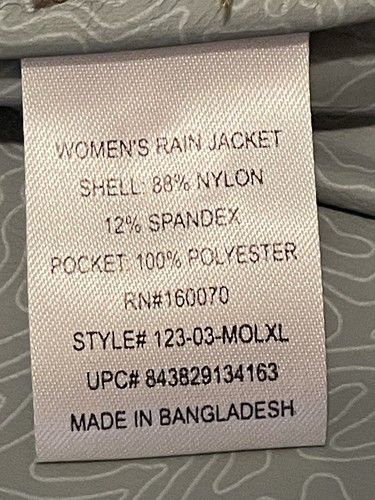 WOMEN'S RAIN JACKET
SHELL: 88% NYLON
12% SPANDEX
POCKET: 100% POLYESTER
RN#160070
STYLE# 123-03-MOLXL
UPC# 843829134163
MADE IN BANGLADESH